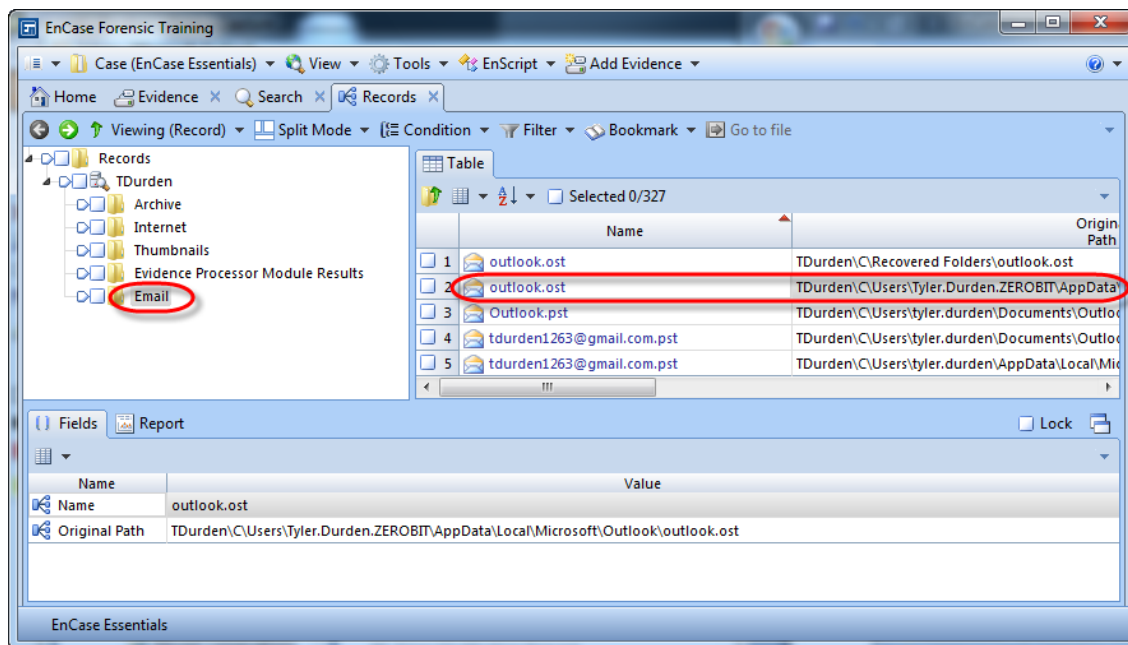 EnCase Forensic Training
Case (EnCase Essentials) View Tools EnScript Add Evidence
Home Evidence Search Records
Viewing (Record) Split Mode Condition Filter Bookmark Go to file
Records
TDurden
Archive
Internet
Thumbnails
Evidence Processor Module Results
Email
Table
Selected 0/327
Name Origin
Path
1 outlook.ost TDurden\C\Recovered Folders\outlook.ost
2 outlook.ost TDurden\C\Users\Tyler.Durden.ZEROBIT\AppData\
3 Outlook.pst TDurden\C\Users\tyler.durden\Documents\Outloo
4 tdurden1263@gmail.com.pst TDurden\C\Users\tyler.durden\Documents\Outloo
5 tdurden1263@gmail.com.pst TDurden\C\Users\tyler.durden\AppData\Local\Mic
Fields Report Lock
Name Value
Name outlook.ost
Original Path TDurden\C\Users\Tyler.Durden.ZEROBIT\AppData\Local\Microsoft\Outlook\outlook.ost
EnCase Essentials